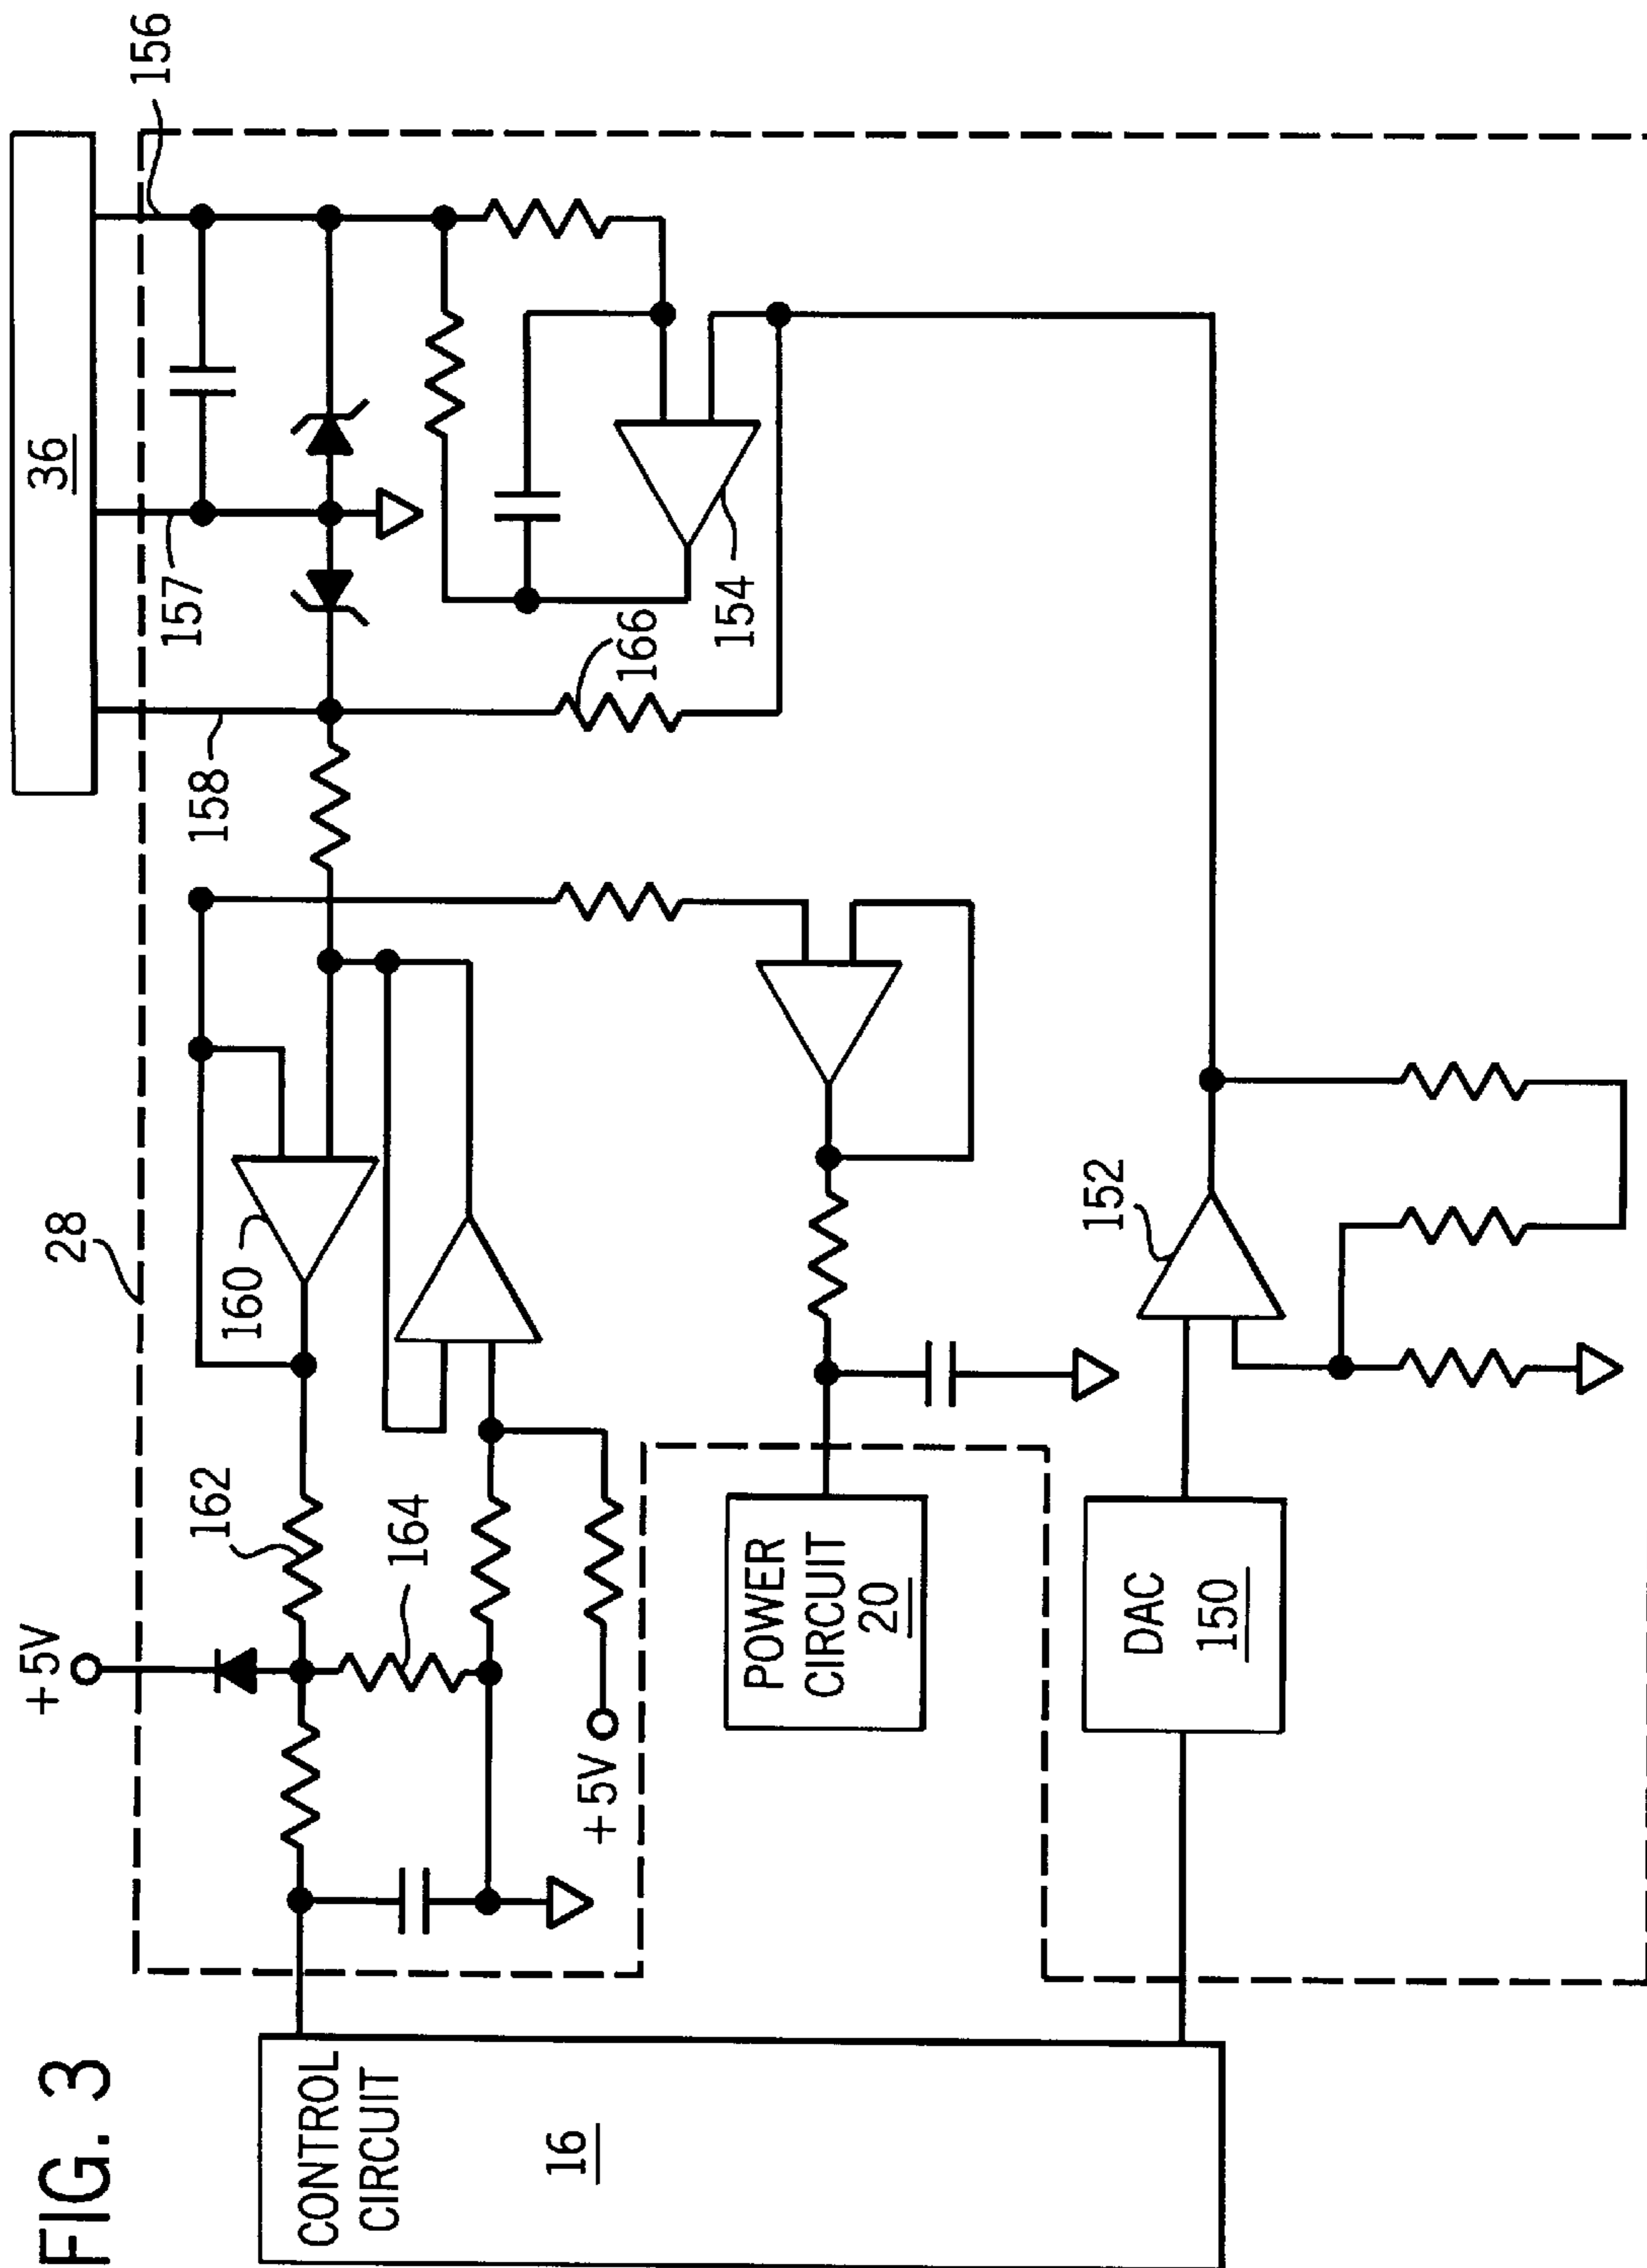 FIG. 3
CONTROL
CIRCUIT
16
+5V
162
164
+5V
28
160
POWER
CIRCUIT
20
DAC
150
152
158
157
156
36
166
154